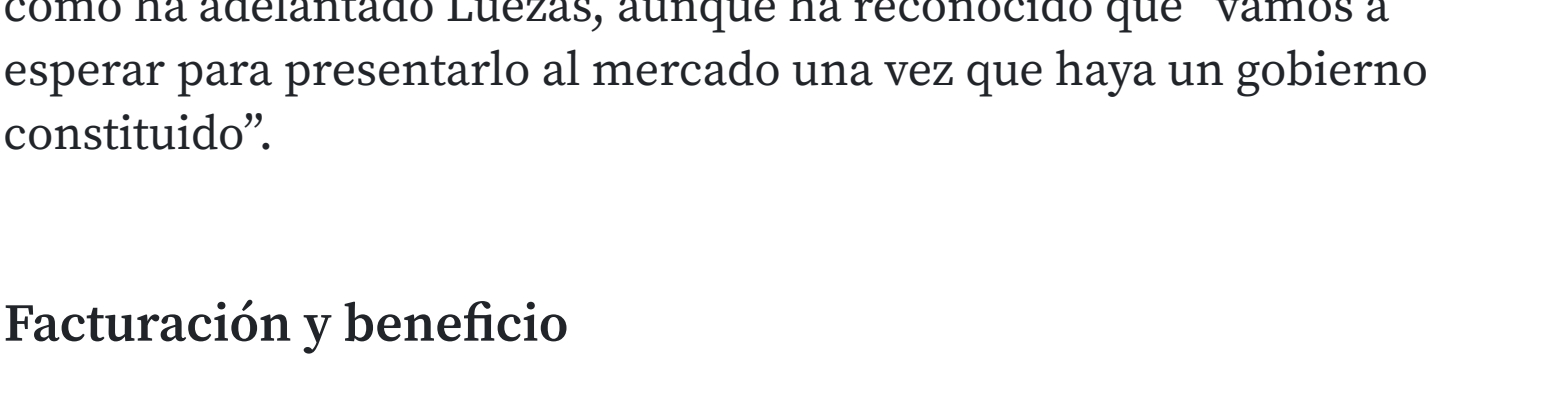 como ha adelantado Luezas, aunque ha reconocido que “vamos a
esperar para presentarlo al mercado una vez que haya un gobierno
constituido”.
Facturación y beneficio